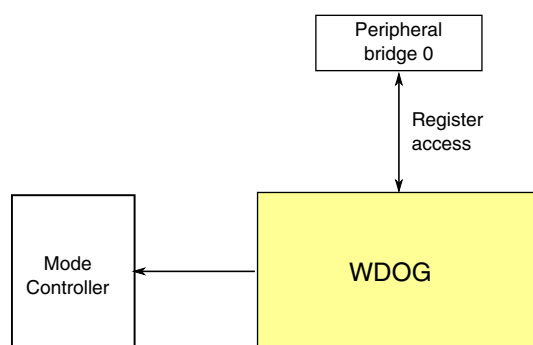 Peripheral
bridge 0
Register
access
Mode
Controller
WDOG